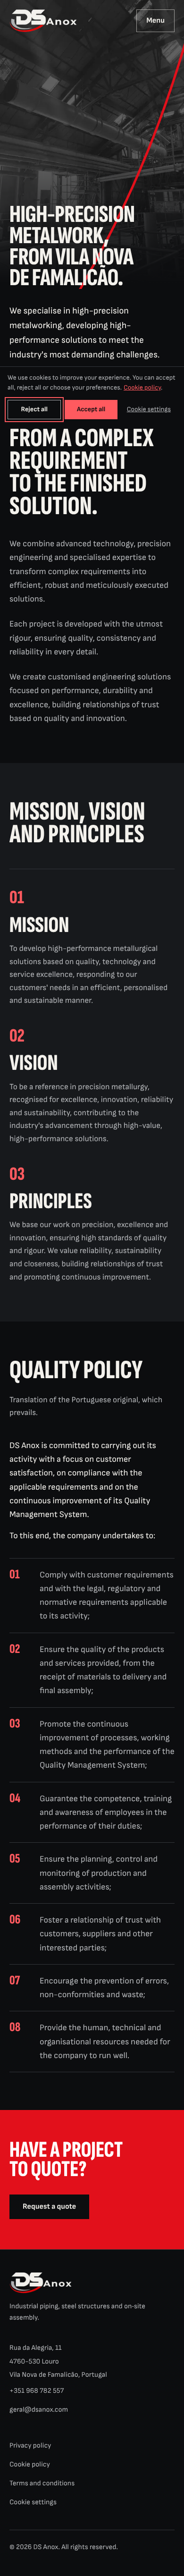 DS Anox
Menu
HIGH-PRECISION
METALWORK,
FROM VILA NOVA
DE FAMALICÃO.
We specialise in high-precision
metalworking, developing high-
performance solutions to meet the
industry's most demanding challenges.
We use cookies to improve your experience. You can accept
all, reject all or choose your preferences. Cookie policy.
Reject all
Accept all
Cookie settings
FROM A COMPLEX
REQUIREMENT
TO THE FINISHED
SOLUTION.
We combine advanced technology, precision
engineering and specialised expertise to
transform complex requirements into
efficient, robust and meticulously executed
solutions.
Each project is developed with the utmost
rigour, ensuring quality, consistency and
reliability in every detail.
We create customised engineering solutions
focused on performance, durability and
excellence, building relationships of trust
based on quality and innovation.
MISSION, VISION
AND PRINCIPLES
01
MISSION
To develop high-performance metallurgical
solutions based on quality, technology and
service excellence, responding to our
customers' needs in an efficient, personalised
and sustainable manner.
02
VISION
To be a reference in precision metallurgy,
recognised for excellence, innovation, reliability
and sustainability, contributing to the
industry's advancement through high-value,
high-performance solutions.
03
PRINCIPLES
We base our work on precision, excellence and
innovation, ensuring high standards of quality
and rigour. We value reliability, sustainability
and closeness, building relationships of trust
and promoting continuous improvement.
QUALITY POLICY
Translation of the Portuguese original, which
prevails.
DS Anox is committed to carrying out its
activity with a focus on customer
satisfaction, on compliance with the
applicable requirements and on the
continuous improvement of its Quality
Management System.
To this end, the company undertakes to:
01
Comply with customer requirements
and with the legal, regulatory and
normative requirements applicable
to its activity;
02
Ensure the quality of the products
and services provided, from the
receipt of materials to delivery and
final assembly;
03
Promote the continuous
improvement of processes, working
methods and the performance of the
Quality Management System;
04
Guarantee the competence, training
and awareness of employees in the
performance of their duties;
05
Ensure the planning, control and
monitoring of production and
assembly activities;
06
Foster a relationship of trust with
customers, suppliers and other
interested parties;
07
Encourage the prevention of errors,
non-conformities and waste;
08
Provide the human, technical and
organisational resources needed for
the company to run well.
HAVE A PROJECT
TO QUOTE?
Request a quote
DS Anox
Industrial piping, steel structures and on-site
assembly.
Rua da Alegria, 11
4760-530 Louro
Vila Nova de Famalicão, Portugal
+351 968 782 557
geral@dsanox.com
Privacy policy
Cookie policy
Terms and conditions
Cookie settings
© 2026 DS Anox. All rights reserved.